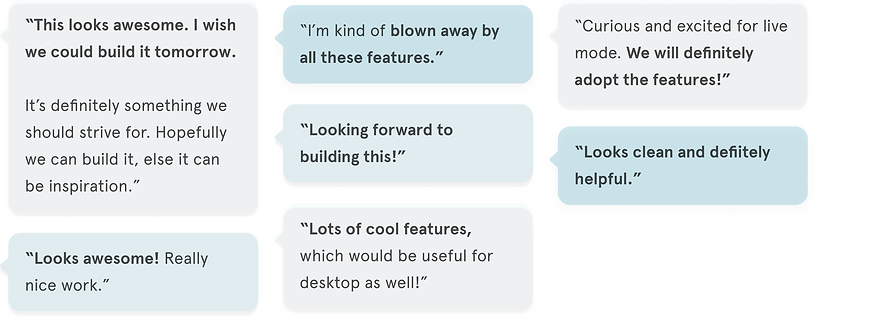 “This looks awesome. I wish
we could build it tomorrow.
It’s definitely something we
should strive for. Hopefully
we can build it, else it can
be inspiration.”
“Looks awesome! Really
nice work.”
“I’m kind of blown away by
all these features.”
“Looking forward to
building this!”
“Lots of cool features,
which would be useful for
desktop as well!”
“Curious and excited for live
mode. We will definitely
adopt the features!”
“Looks clean and defiitely
helpful.”